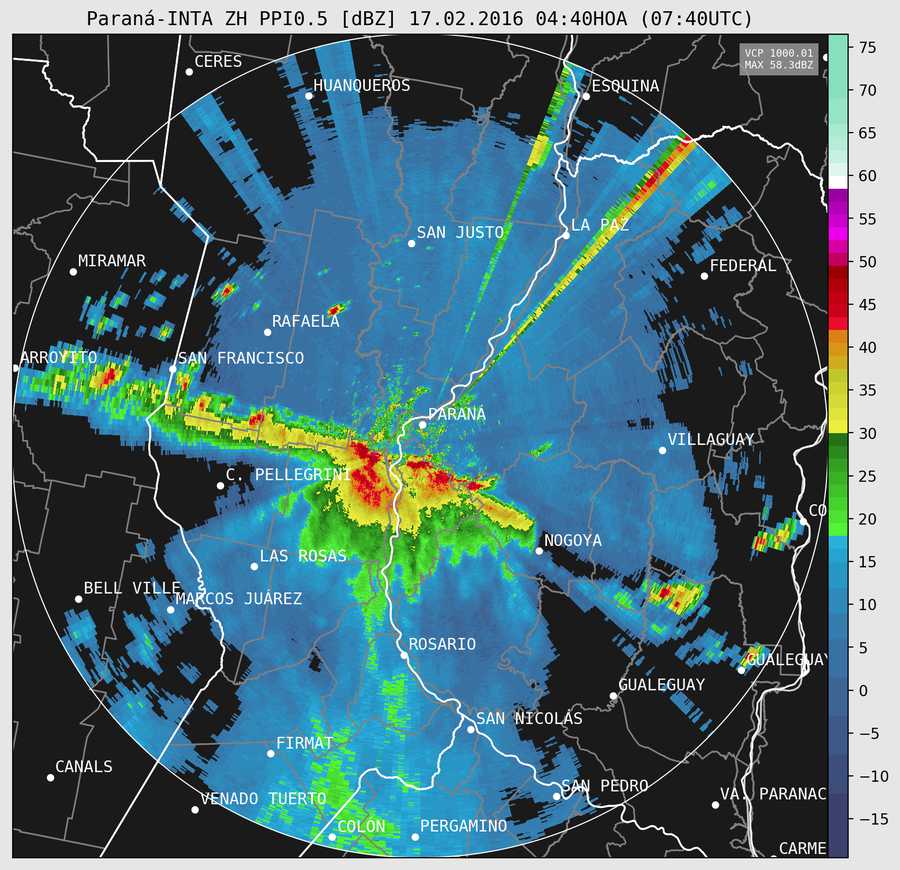 Paraná-INTA ZH PPI0.5 [dBZ] 17.02.2016 04:40HOA (07:40UTC)
VCP 1000.01
MAX 58.3dBZ
CERES
HUANQUEROS
ESQUINA
SAN JUSTO
LA PAZ
MIRAMAR
FEDERAL
RAFAELA
ARROYITO
SAN FRANCISCO
PARANÁ
VILLAGUAY
C. PELLEGRINI
CO
NOGOYA
LAS ROSAS
BELL VILLE
MARCOS JUÁREZ
ROSARIO
GUALEGUAY
GUALEGUAY
SAN NICOLÁS
FIRMAT
CANALS
SAN PEDRO
VENADO TUERTO
VA. PARANAC
COLÓN
PERGAMINO
CARME
75
70
65
60
55
50
45
40
35
30
25
20
15
10
5
0
−5
−10
−15